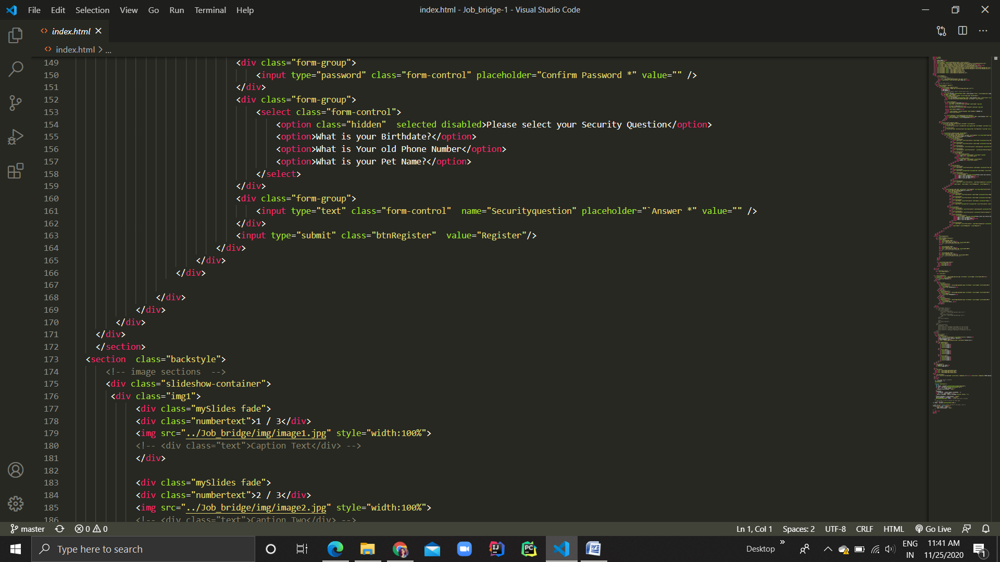 File Edit Selection View Go Run Terminal Help
index.html - Job_bridge-1 - Visual Studio Code
index.html
index.html > ...
149 <div class="form-group">
150 <input type="password" class="form-control" placeholder="Confirm Password *" value="" />
151 </div>
152 <div class="form-group">
153 <select class="form-control">
154 <option class="hidden"  selected disabled>Please select your Security Question</option>
155 <option>What is your Birthdate?</option>
156 <option>What is Your old Phone Number</option>
157 <option>What is your Pet Name?</option>
158 </select>
159 </div>
160 <div class="form-group">
161 <input type="text" class="form-control"  name="Securityquestion" placeholder="`Answer *" value="" />
162 </div>
163 <input type="submit" class="btnRegister"  value="Register"/>
164 </div>
165 </div>
166 </div>
167
168 </div>
169 </div>
170 </div>
171 </div>
172 </section>
173 <section  class="backstyle">
174 <!-- image sections  -->
175 <div class="slideshow-container">
176 <div class="img1">
177 <div class="mySlides fade">
178 <div class="numbertext">1 / 3</div>
179 <img src="../Job_bridge/img/image1.jpg" style="width:100%">
180 <!-- <div class="text">Caption Text</div> -->
181 </div>
182
183 <div class="mySlides fade">
184 <div class="numbertext">2 / 3</div>
185 <img src="../Job_bridge/img/image2.jpg" style="width:100%">
186 <!-- <div class="text">Caption Two</div> -->
master 0 0 Ln 1, Col 1 Spaces: 2 UTF-8 CRLF HTML Go Live
Type here to search
Desktop
ENG
IN
11:41 AM
11/25/2020
1